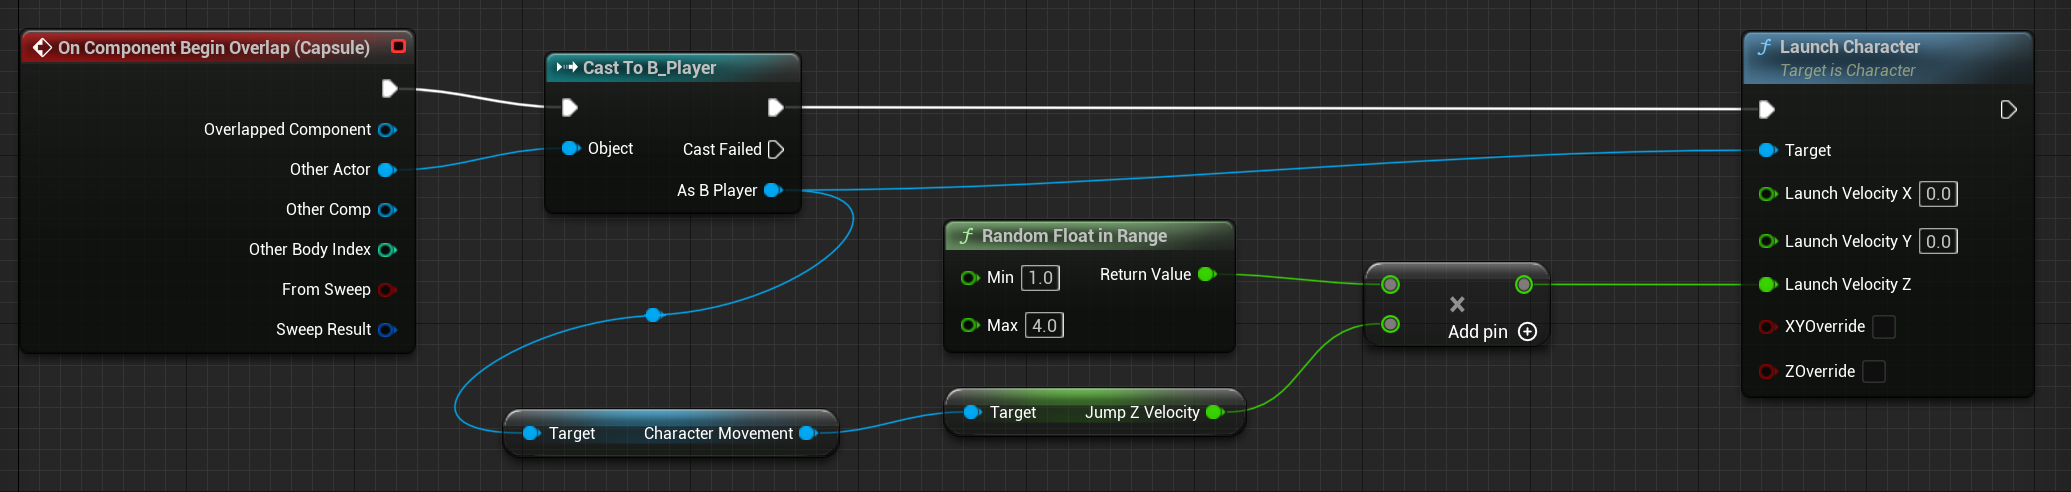 On Component Begin Overlap (Capsule)
Overlapped Component
Other Actor
Other Comp
Other Body Index
From Sweep
Sweep Result
Cast To B_Player
Object
Cast Failed
As B Player
Target
Character Movement
f Random Float in Range
Min 1.0
Return Value
Max 4.0
Target
Jump Z Velocity
×
Add pin
f Launch Character
Target is Character
Target
Launch Velocity X 0.0
Launch Velocity Y 0.0
Launch Velocity Z
XYOverride
ZOverride